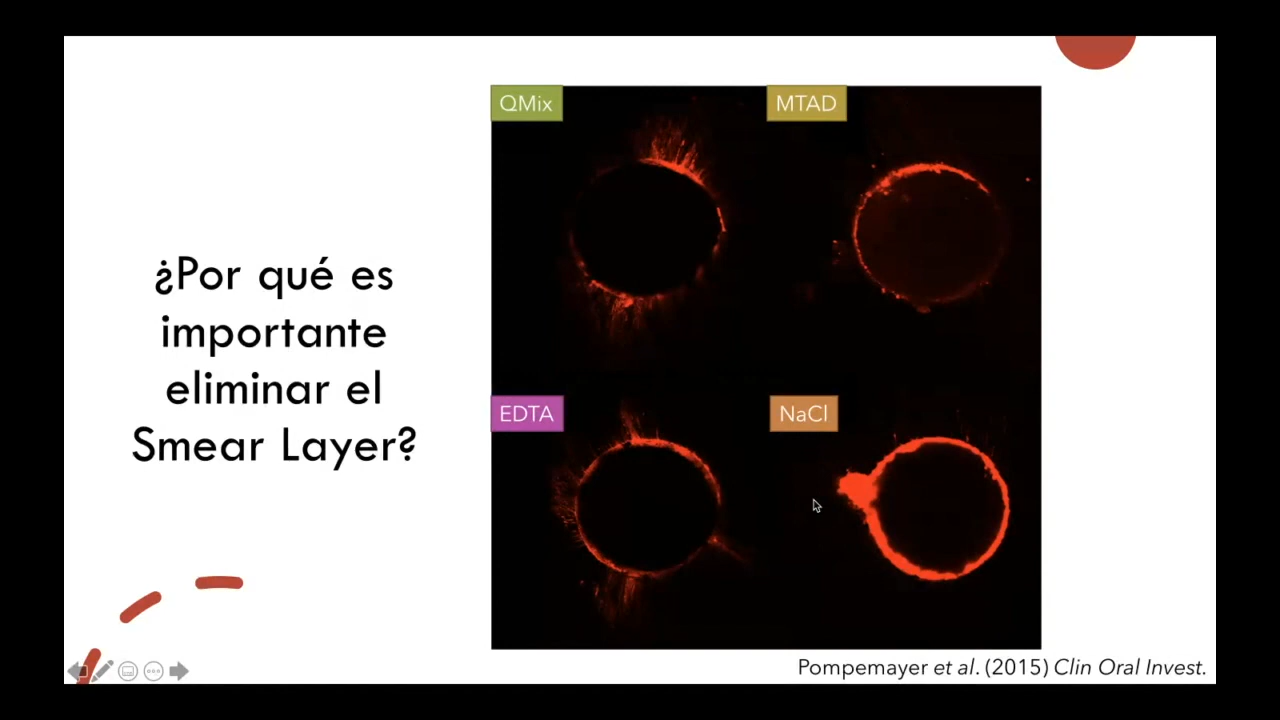 ¿Por qué es
importante
eliminar el
Smear Layer?
QMix
MTAD
EDTA
NaCl
Pompemayer et al. (2015) Clin Oral Invest.